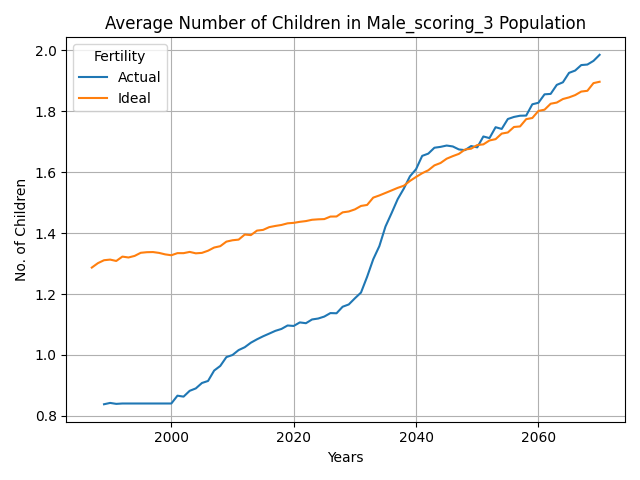 Average Number of Children in Male_scoring_3 Population
Fertility
Actual
Ideal
No. of Children
2.0
1.8
1.6
1.4
1.2
1.0
0.8
2000 2020 2040 2060
Years